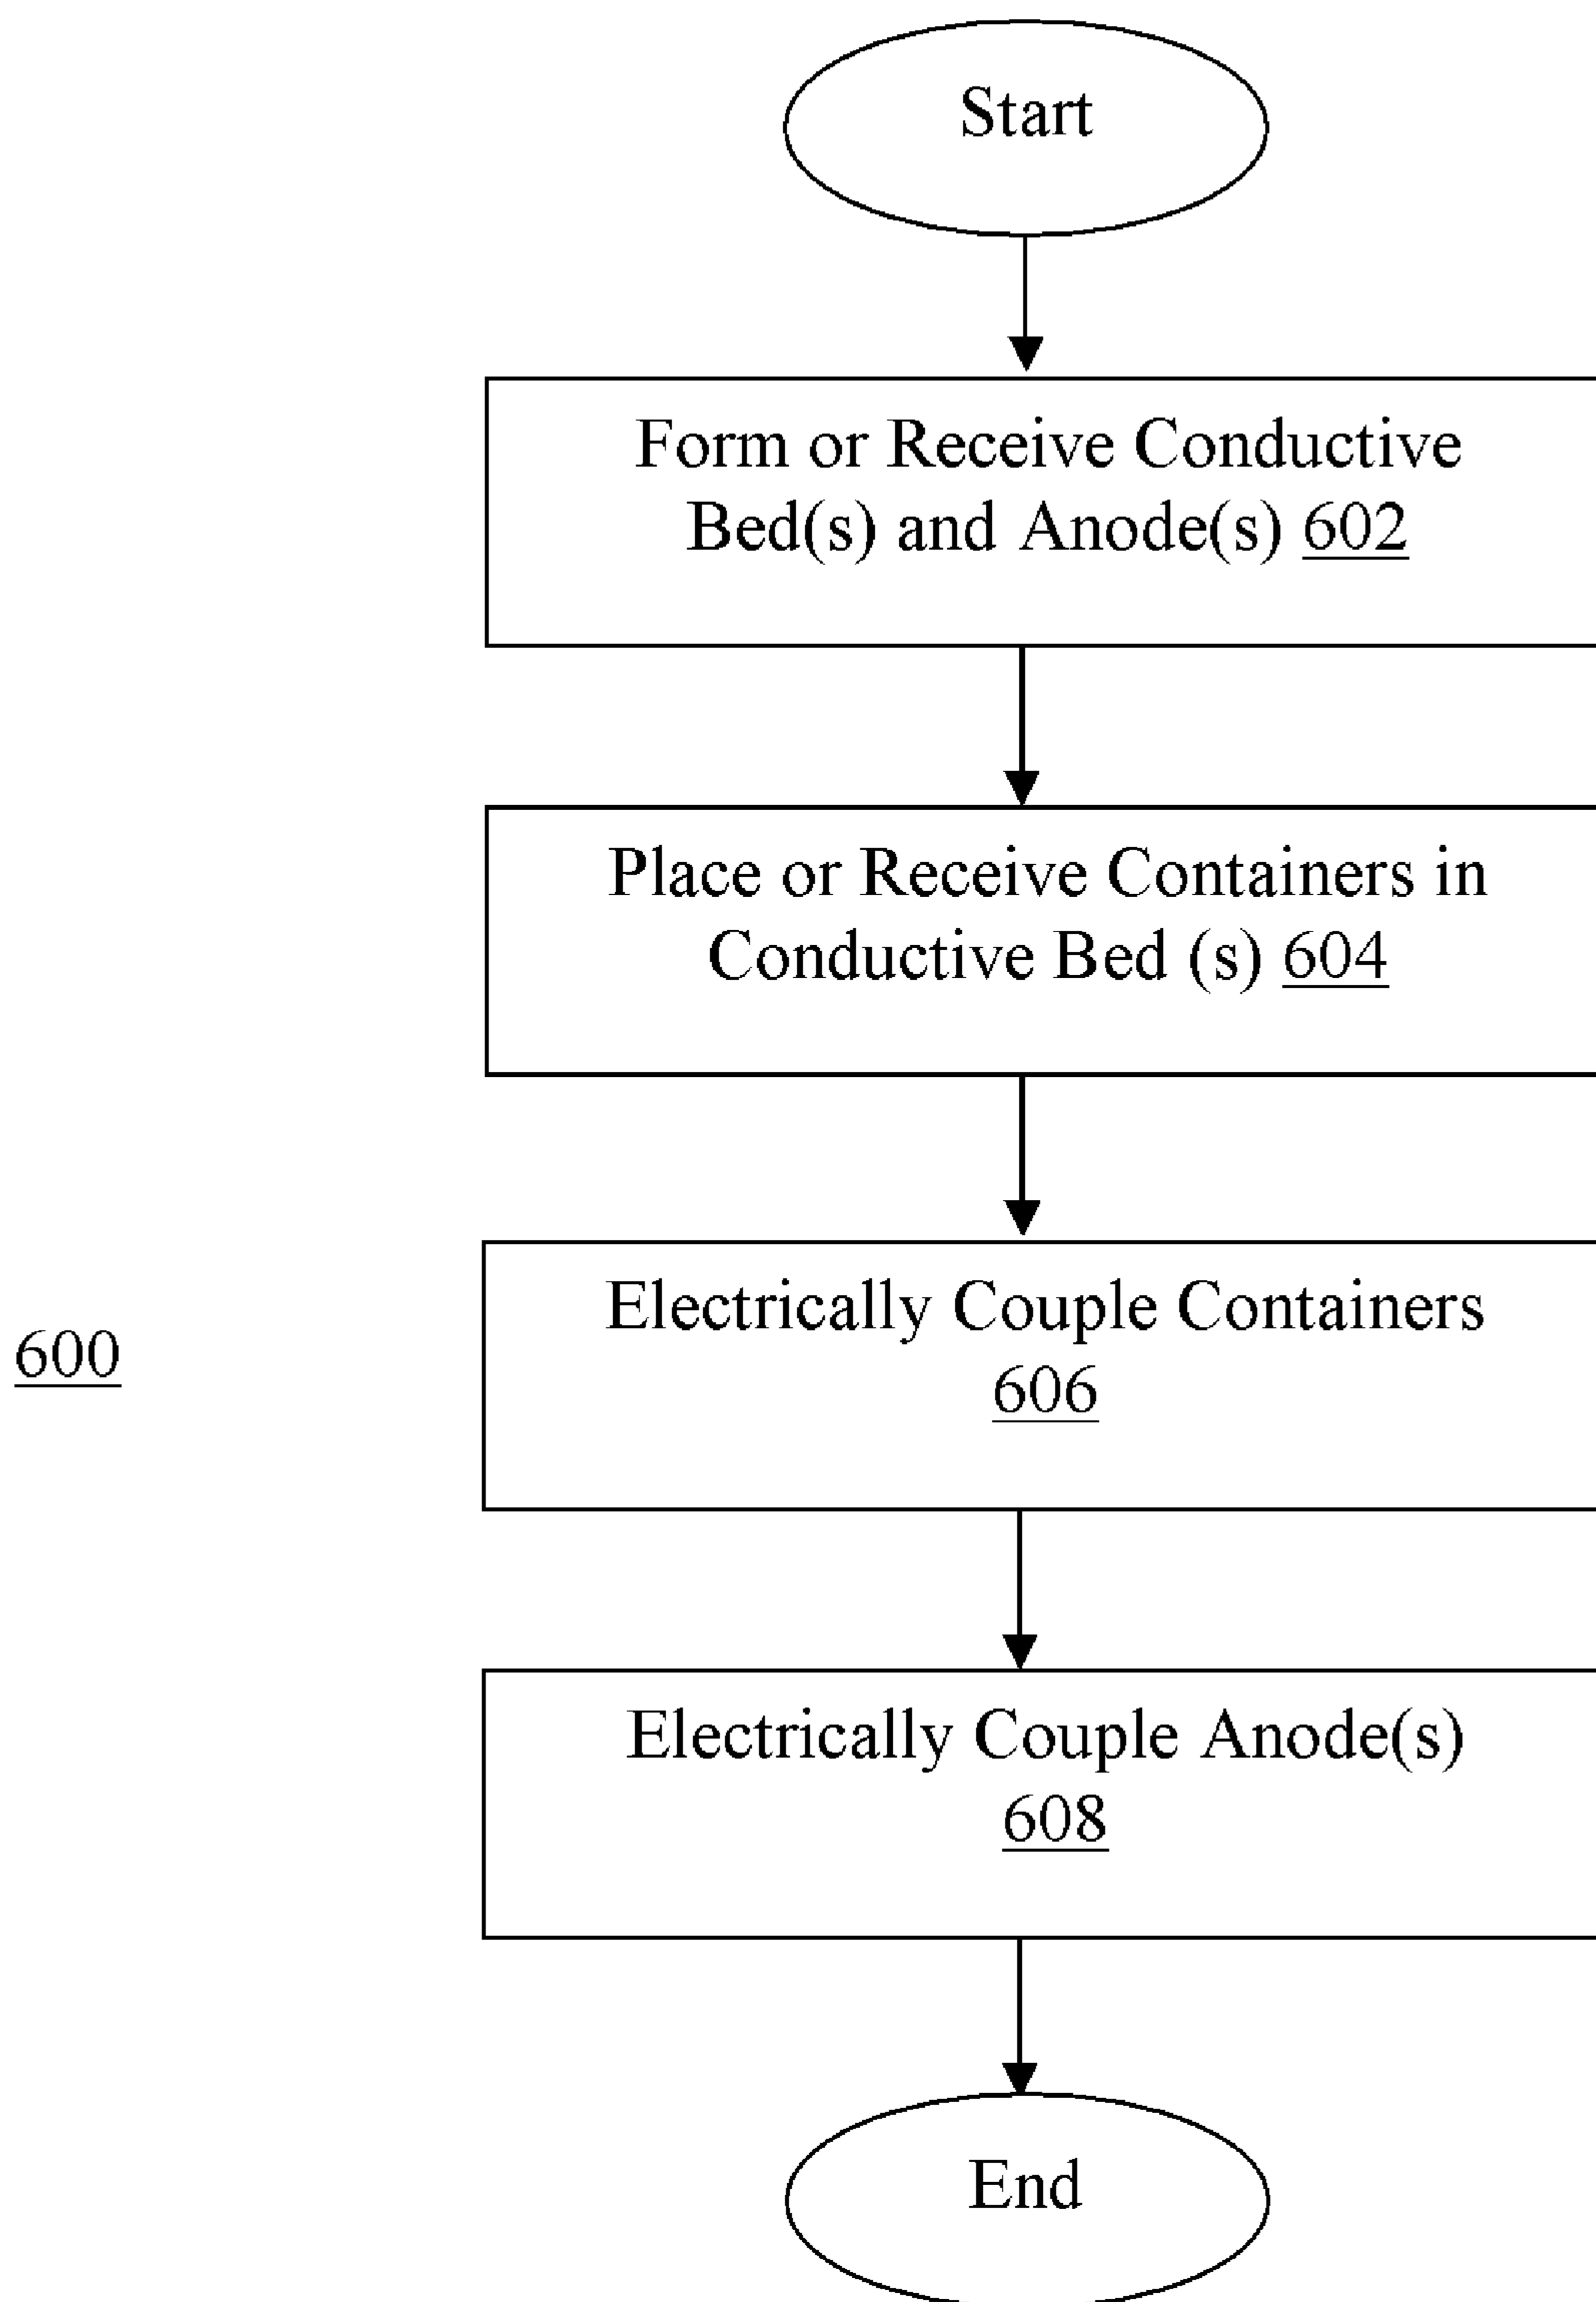 Start
Form or Receive Conductive
Bed(s) and Anode(s) 602
Place or Receive Containers in
Conductive Bed (s) 604
Electrically Couple Containers
606
600
Electrically Couple Anode(s)
608
End